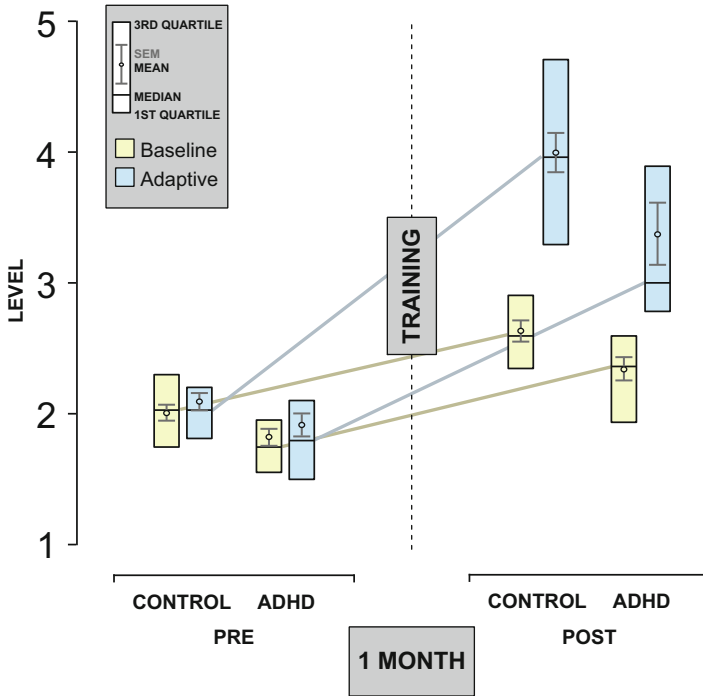 5
4
3
2
1
LEVEL
3RD QUARTILE
SEM
MEAN
MEDIAN
1ST QUARTILE
Baseline
Adaptive
TRAINING
CONTROL ADHD
PRE
CONTROL ADHD
POST
1 MONTH